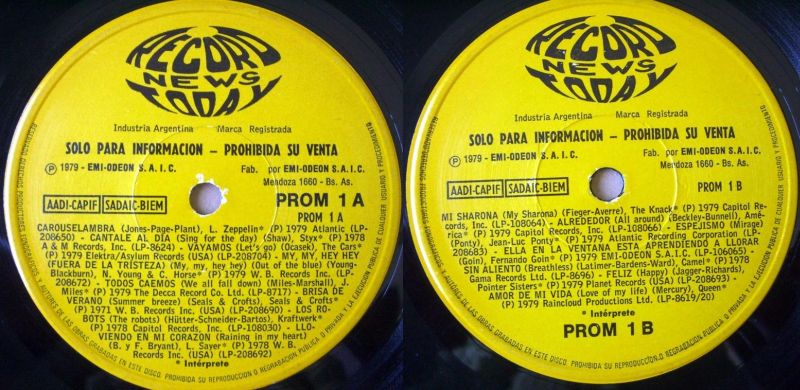 RECORD
NEWS
TODAY
Industria Argentina Marca Registrada
SOLO PARA INFORMACION — PROHIBIDA SU VENTA
Ⓟ 1979 - EMI-ODEON S.A.I.C.
Fab. por EMI-ODEON S.A.I.C.
Mendoza 1660 - Bs. As.
AADI-CAPIF SADAIC-BIEM
PROM 1 A
PROM 1 A
CAROUSELAMBRA (Jones-Page-Plant), L. Zeppelin* (P) 1979 Atlantic (LP-
208650) - CANTALE AL DIA (Sing for the day) (Shaw), Styx* (P) 1978
A & M Records Inc. (LP-8624) - VAYAMOS (Let's go) (Ocasek), The Cars*
(P) 1979 Elektra/Asylum Records (LP-208704) - MY, MY, HEY HEY
(FUERA DE LA TRISTEZA) (My, my, hey hey) (Out of the blue) (Young-
Blackburn), N. Young & C. Horse* (P) 1979 W. B. Records Inc. (LP-
208672) - TODOS CAEMOS (We all fall down) (Miles-Marshal), J.
Miles* (P) 1979 The Decca Record Co. Ltd. (LP-8717) - BRISA DE
VERANO (Summer breeze) (Seals & Crofts), Seals & Crofts*
(P) 1971 W. B. Records Inc. (LP-208690) - LOS RO-
BOTS (The robots) (Hütter-Schneider-Bartos), Kraftwerk*
(P) 1978 Capitol Records, Inc. (LP-108030) - LLO-
VIENDO EN MI CORAZON (Raining in my heart)
(B. y F. Bryant), L. Sayer* (P) 1978 W. B.
Records Inc. (USA) (LP-208692)
* Intérprete
RECORD
NEWS
TODAY
Industria Argentina Marca Registrada
SOLO PARA INFORMACION — PROHIBIDA SU VENTA
Ⓟ 1979 - EMI-ODEON S.A.I.C.
Fab. por EMI-ODEON S.A.I.C.
Mendoza 1660 - Bs. As.
AADI-CAPIF SADAIC-BIEM
PROM 1 B
MI SHARONA (My Sharona) (Fieger-Averre), The Knack* (P) 1979 Capitol Records,
Inc. (LP-108064) - ALREDEDOR (All around) (Beckley-Bunnell), Amé-
rica* (P) 1979 Capitol Records, Inc. (LP-108066) - ESPEJISMO (Mirage)
(Ponty), Jean-Luc Ponty* (P) 1979 Atlantic Recording Corporation (LP-
208683) - ELLA EN LA VENTANA ESTA APRENDIENDO A LLORAR
(Goin), Fernando Goin* (P) 1979 EMI-ODEON S.A.I.C. (LP-106065) -
SIN ALIENTO (Breathless) (Latimer-Bardens-Ward), Camel* (P) 1978
Gama Records Ltd. (LP-8696) - FELIZ (Happy) (Jagger-Richards),
Pointer Sisters* (P) 1979 Planet Records (USA) (LP-208693) -
AMOR DE MI VIDA (Love of my life) (Mercury), Queen*
(P) 1979 Raincloud Productions Ltd. (LP-8619/20)
* Intérprete
PROM 1 B